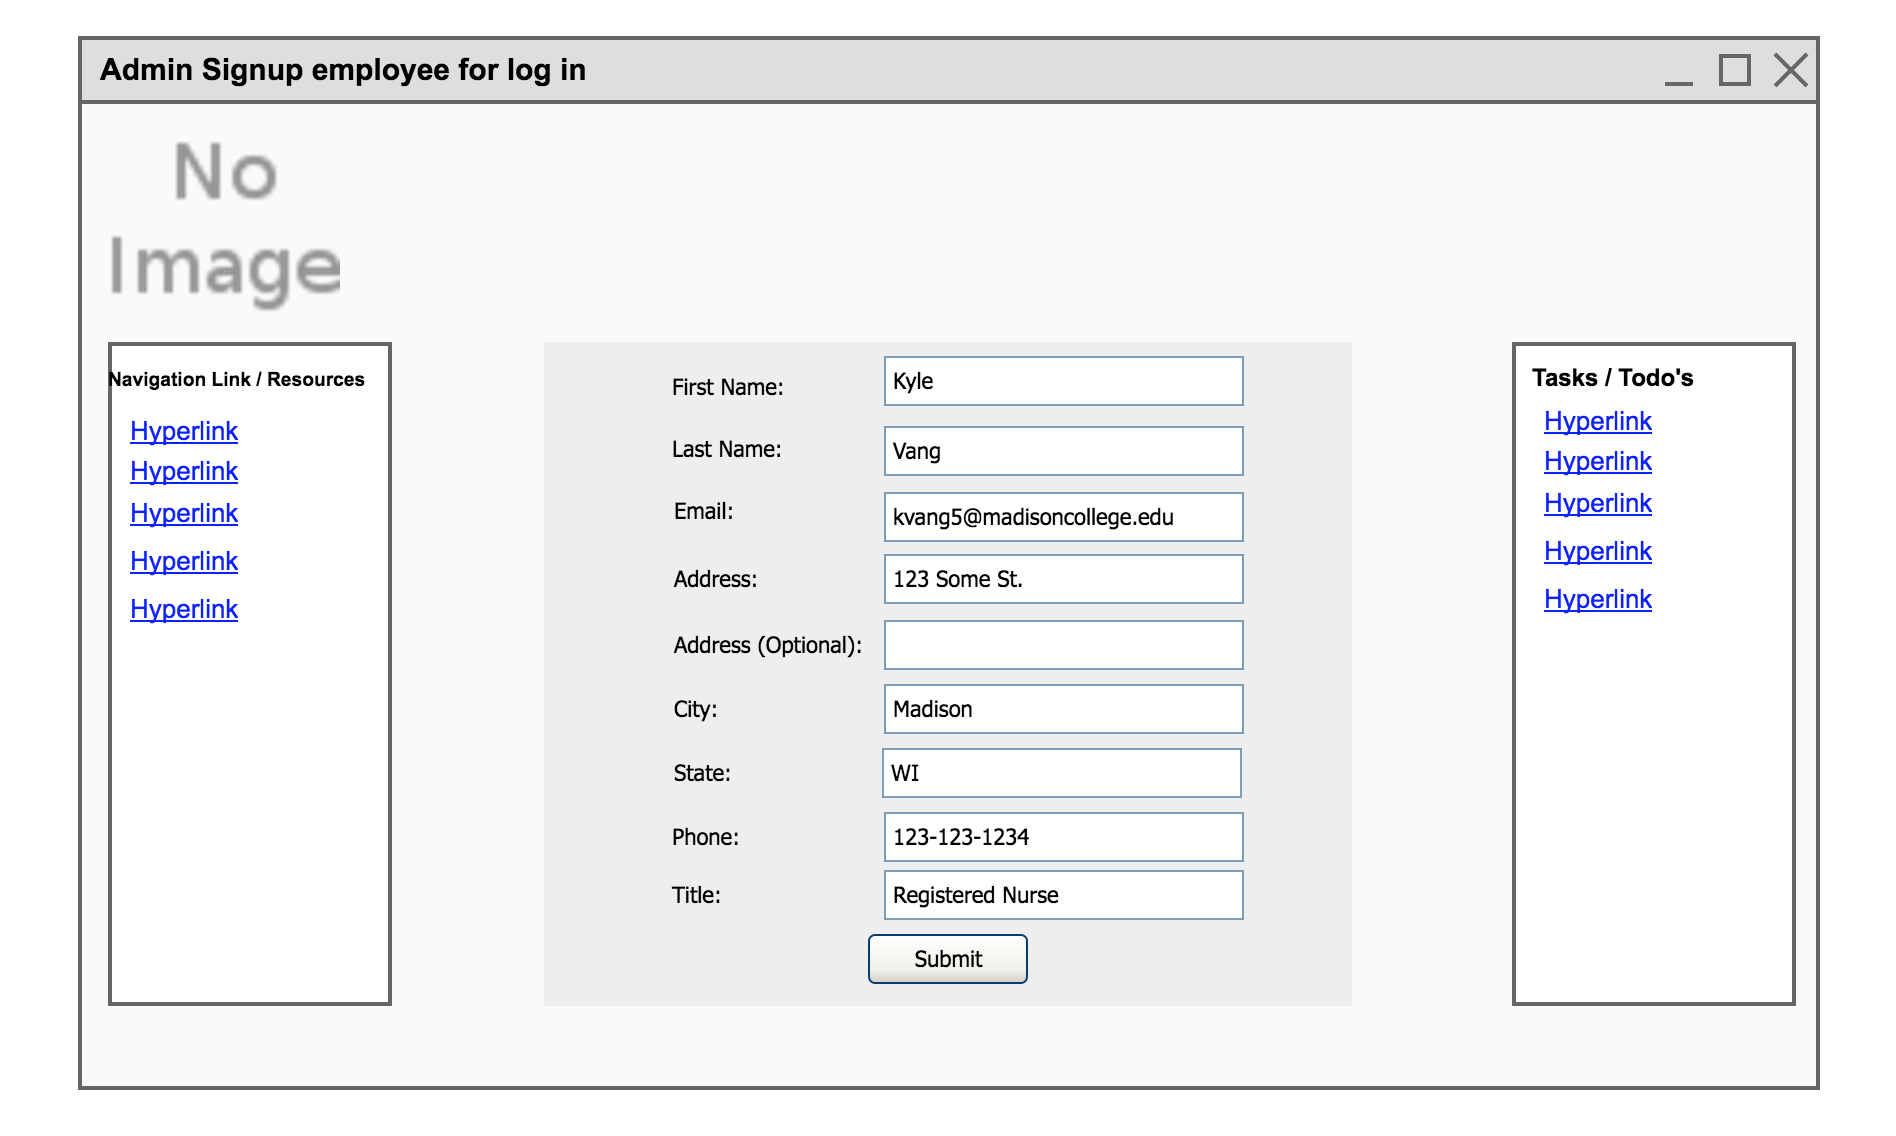 Admin Signup employee for log in
No
Image
Navigation Link / Resources
Hyperlink
Hyperlink
Hyperlink
Hyperlink
Hyperlink
First Name: Kyle
Last Name: Vang
Email: kvang5@madisoncollege.edu
Address: 123 Some St.
Address (Optional):
City: Madison
State: WI
Phone: 123-123-1234
Title: Registered Nurse
Submit
Tasks / Todo's
Hyperlink
Hyperlink
Hyperlink
Hyperlink
Hyperlink